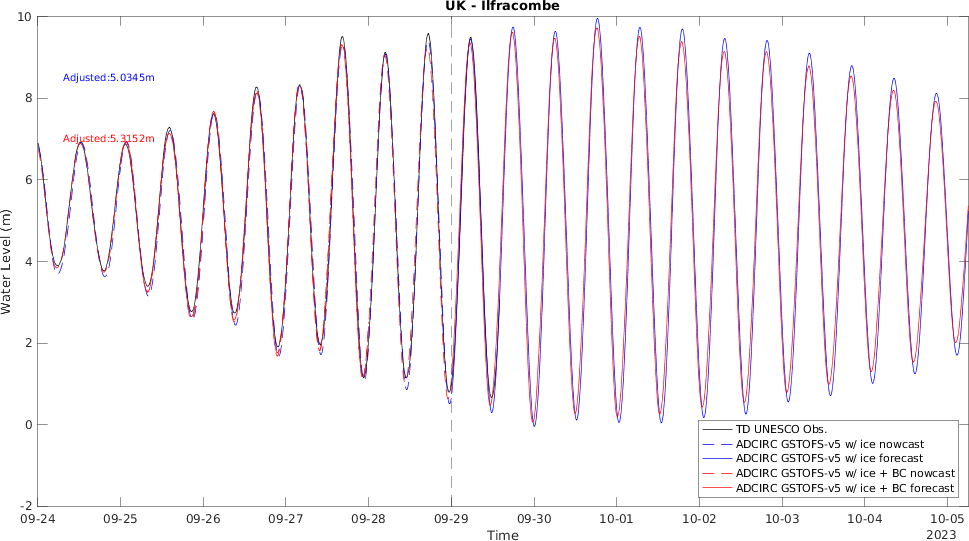 UK - Ilfracombe
10
8
6
4
2
0
-2
Water Level (m)
Adjusted:5.0345m
Adjusted:5.3152m
TD UNESCO Obs.
ADCIRC GSTOFS-v5 w/ ice nowcast
ADCIRC GSTOFS-v5 w/ ice forecast
ADCIRC GSTOFS-v5 w/ ice + BC nowcast
ADCIRC GSTOFS-v5 w/ ice + BC forecast
09-24 09-25 09-26 09-27 09-28 09-29 09-30 10-01 10-02 10-03 10-04 10-05
Time
2023